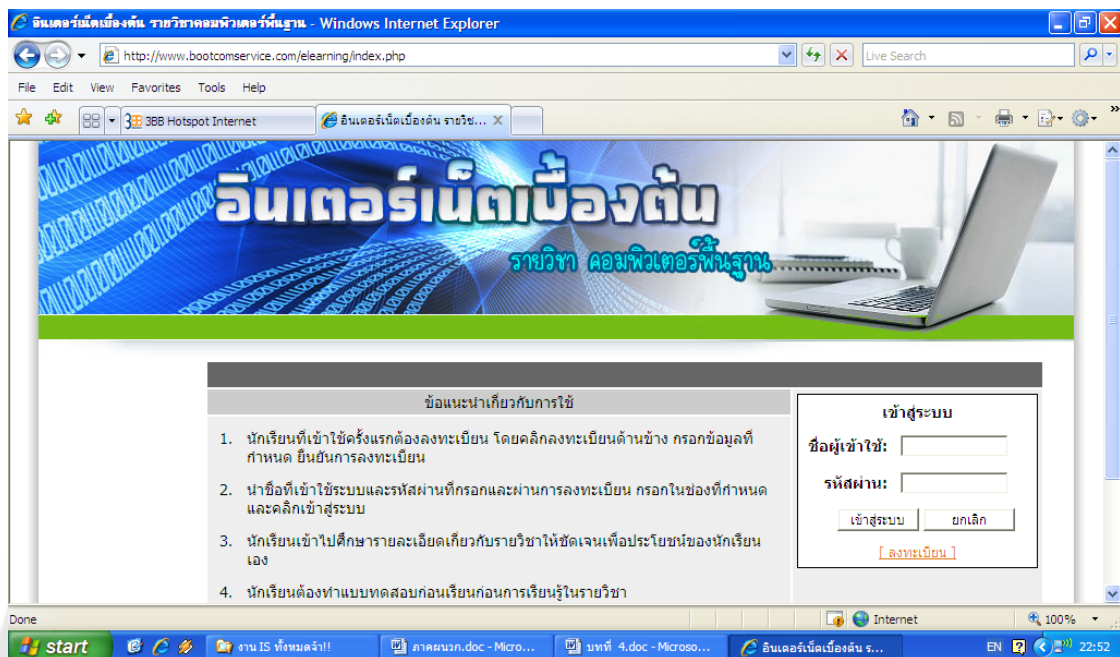 อินเตอร์เน็ตเบื้องต้น รายวิชาคอมพิวเตอร์พื้นฐาน - Windows Internet Explorer
http://www.bootcomservice.com/elearning/index.php
Live Search
File Edit View Favorites Tools Help
3BB Hotspot Internet
อินเตอร์เน็ตเบื้องต้น รายวิช...
อินเตอร์เน็ตเบื้องต้น
รายวิชา คอมพิวเตอร์พื้นฐาน
ข้อแนะนำเกี่ยวกับการใช้
1. นักเรียนที่เข้าใช้ครั้งแรกต้องลงทะเบียน โดยคลิกลงทะเบียนด้านข้าง กรอกข้อมูลที่
กำหนด ยืนยันการลงทะเบียน
2. นำชื่อที่เข้าใช้ระบบและรหัสผ่านที่กรอกและผ่านการลงทะเบียน กรอกในช่องที่กำหนด
และคลิกเข้าสู่ระบบ
3. นักเรียนเข้าไปศึกษารายละเอียดเกี่ยวกับรายวิชาให้ชัดเจนเพื่อประโยชน์ของนักเรียน
เอง
4. นักเรียนต้องทำแบบทดสอบก่อนเรียนก่อนการเรียนรู้ในรายวิชา
เข้าสู่ระบบ
ชื่อผู้เข้าใช้:
รหัสผ่าน:
เข้าสู่ระบบ ยกเลิก
[ ลงทะเบียน ]
Done
Internet
100%
start
งาน IS ทั้งหมดจ้า!!
ภาคผนวก.doc - Micro...
บทที่ 4.doc - Microso...
อินเตอร์เน็ตเบื้องต้น ร...
EN
22:52